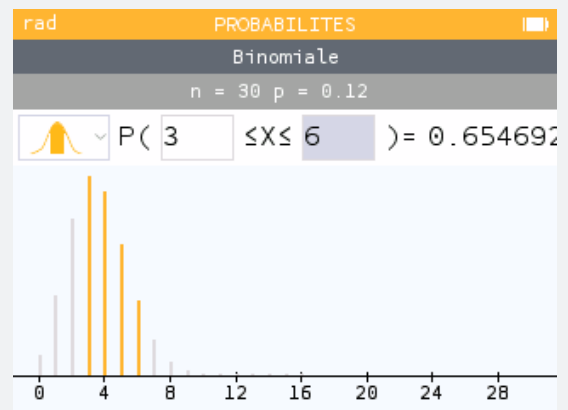 rad PROBABILITES
Binomiale
n = 30 p = 0.12
P( 3 ≤X≤ 6 )= 0.654692
0 4 8 12 16 20 24 28